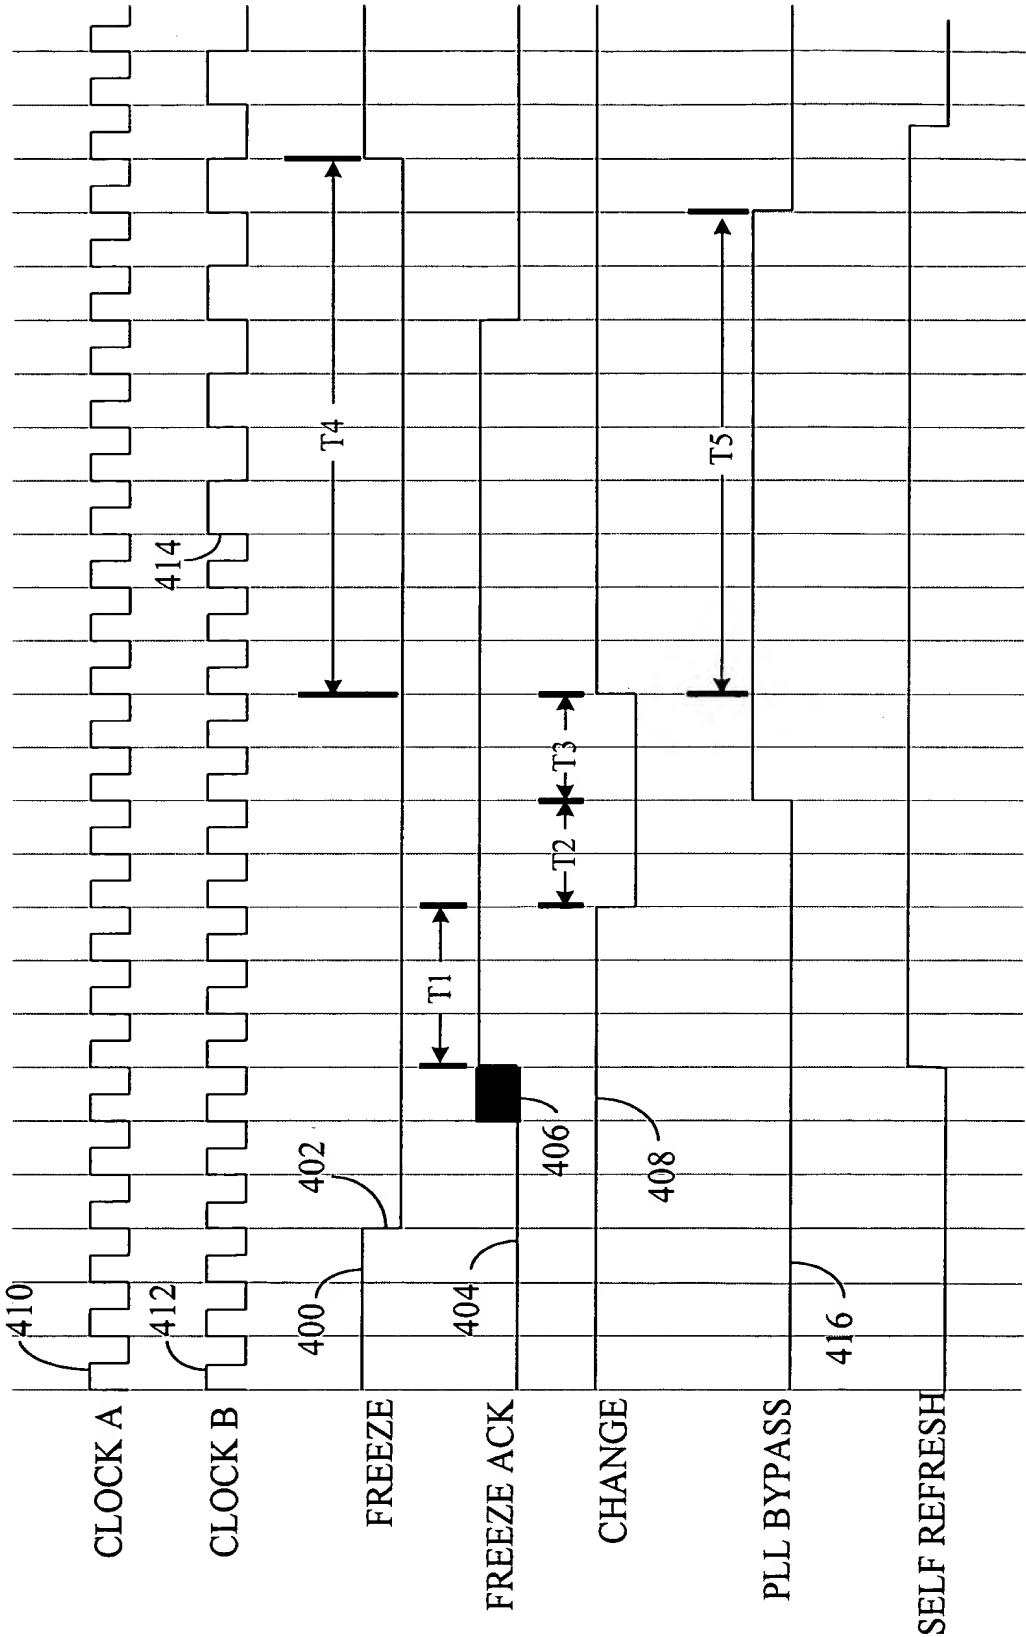 CLOCK A
410
CLOCK B
412
414
FREEZE
400
402
T4
FREEZE ACK
404
406
T1
CHANGE
408
T2
T3
PLL BYPASS
416
T5
SELF REFRESH